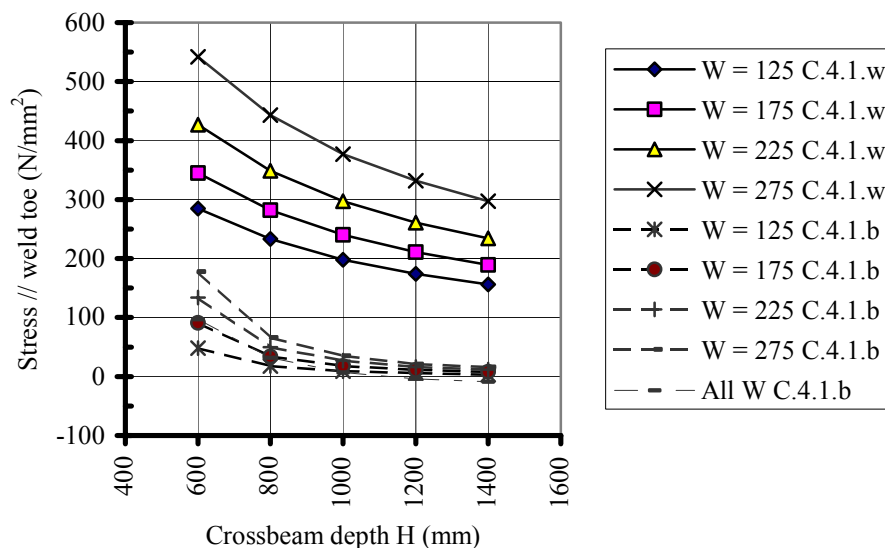 600
500
400
300
200
100
0
-100
Stress // weld toe (N/mm²)
400
600
800
1000
1200
1400
1600
Crossbeam depth H (mm)
W = 125 C.4.1.w
W = 175 C.4.1.w
W = 225 C.4.1.w
W = 275 C.4.1.w
W = 125 C.4.1.b
W = 175 C.4.1.b
W = 225 C.4.1.b
W = 275 C.4.1.b
All W C.4.1.b